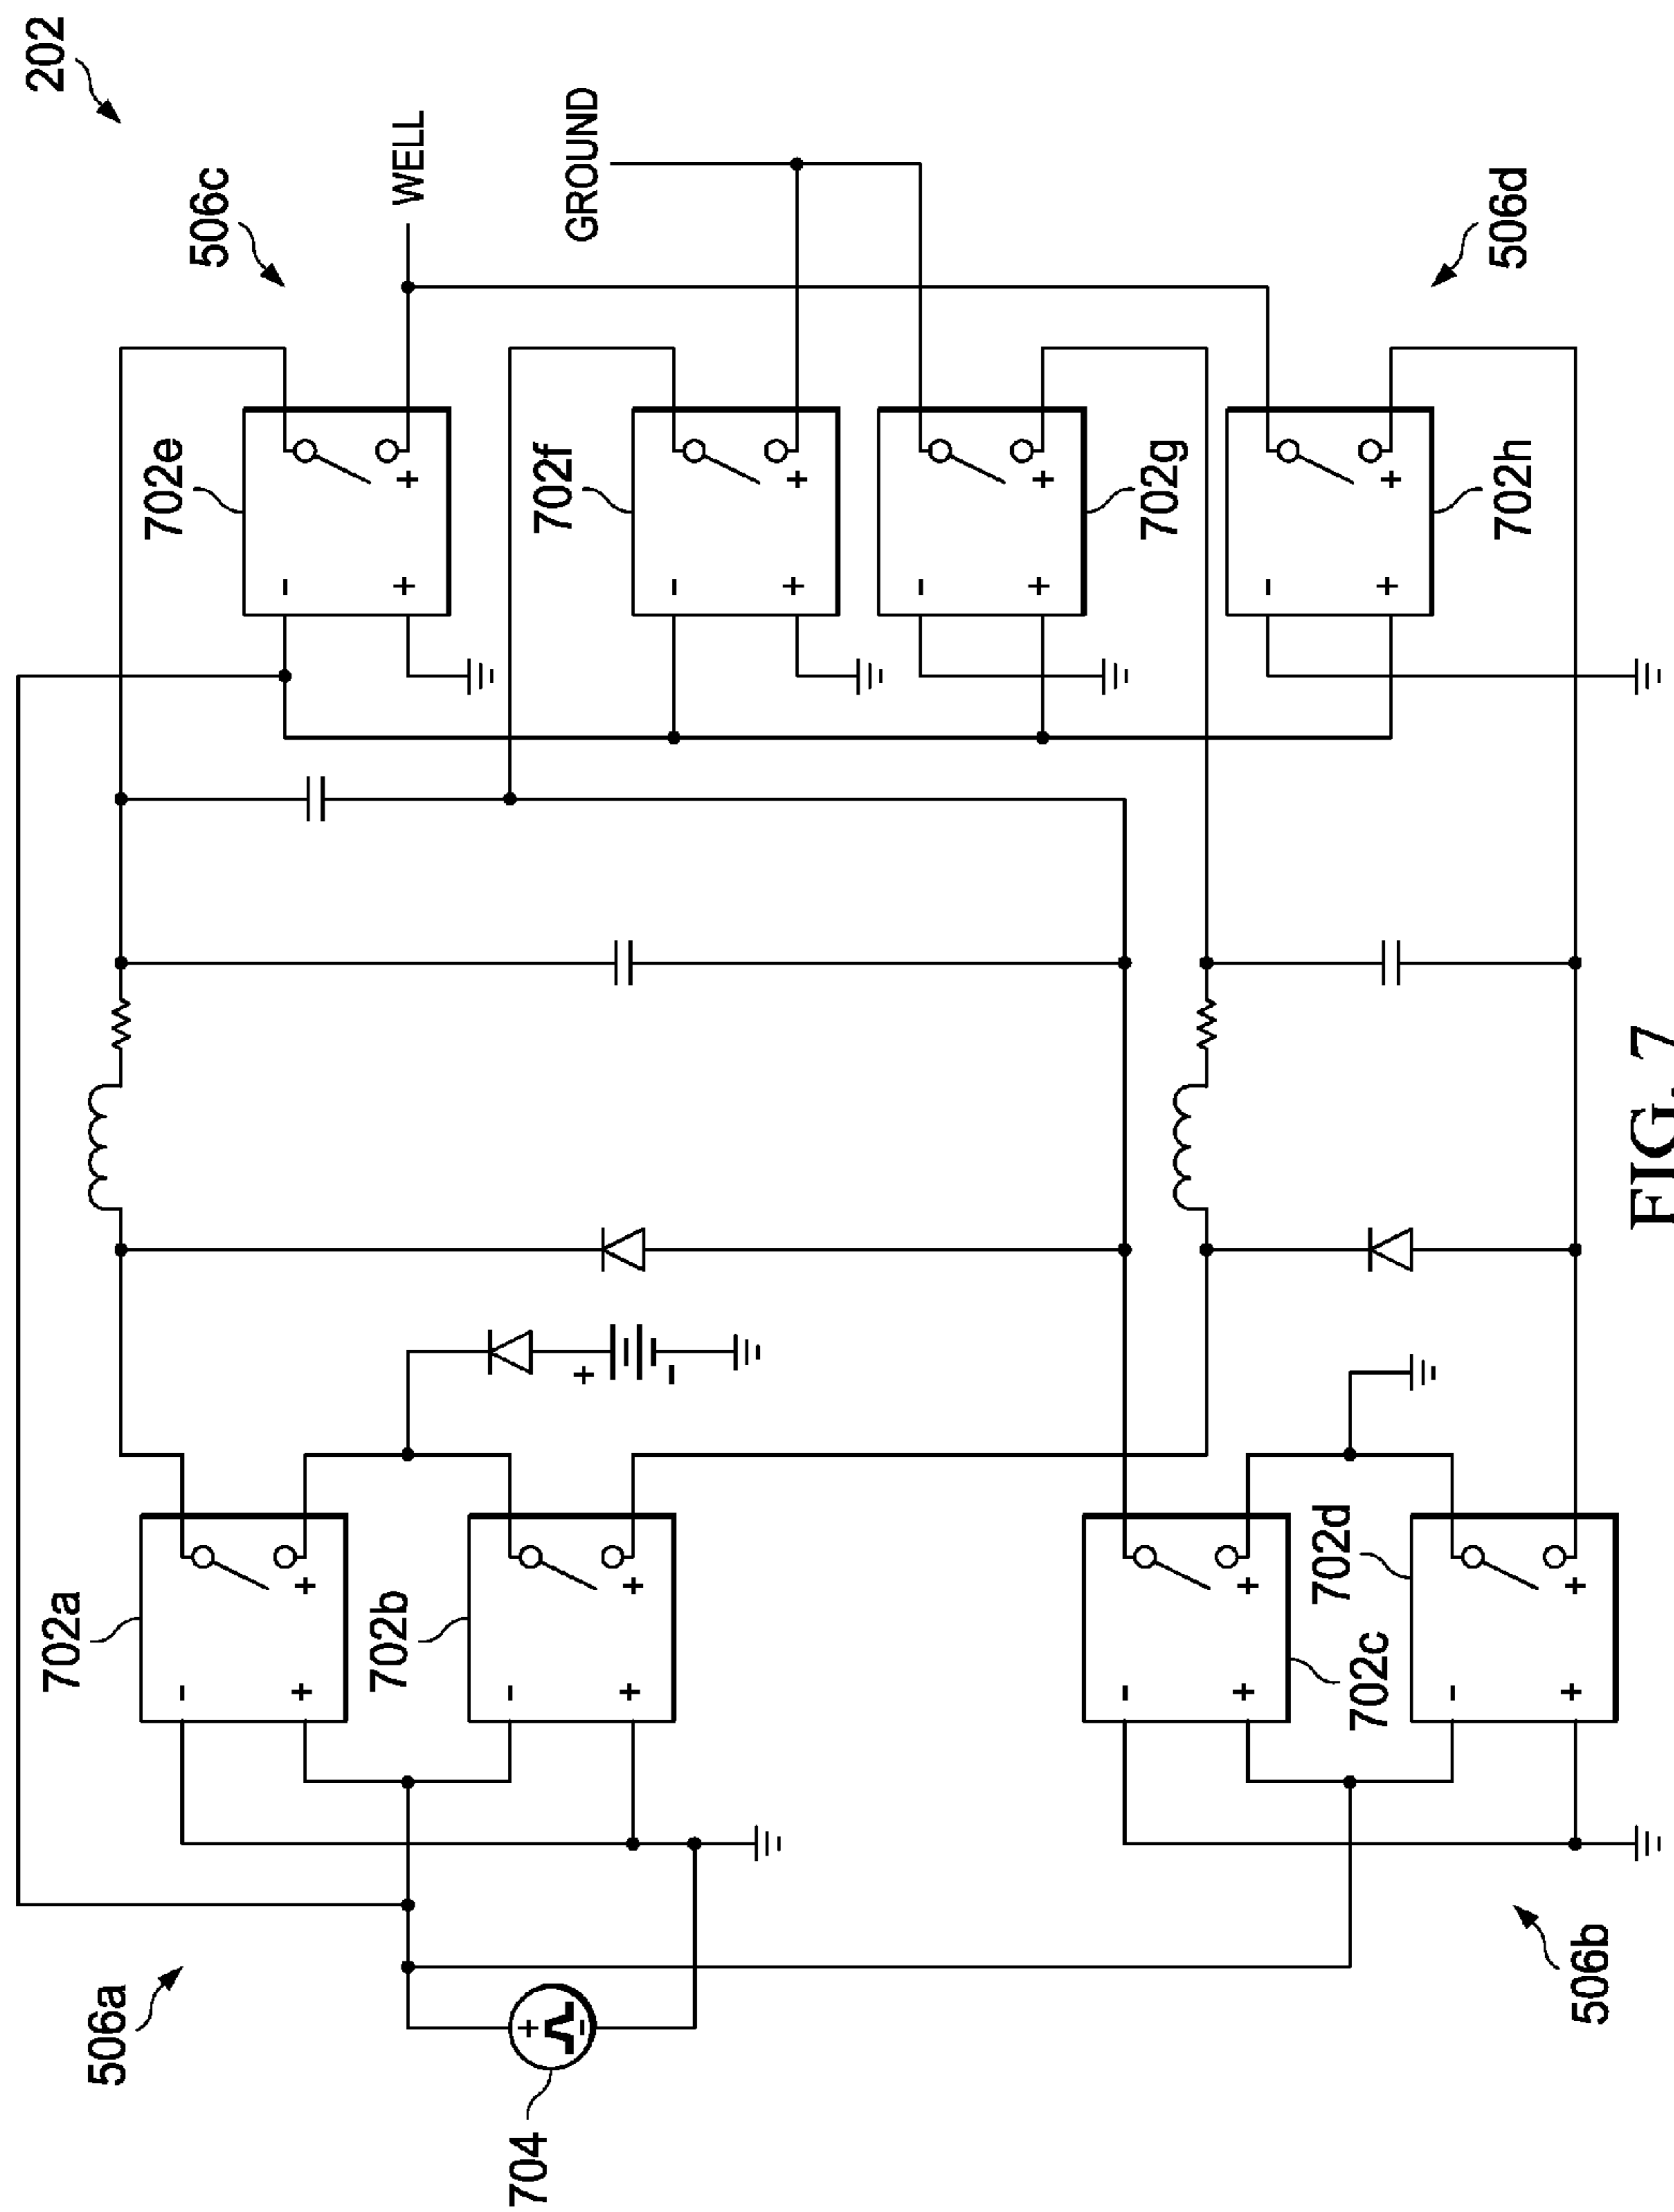 202
506c
WELL
GROUND
506d
702e
702f
702g
702h
- + +
- + +
- + +
- + +
+ -
702a
702b
702c
702d
- + +
- + +
- + +
- + +
506a
704
+ -
506b
FIG. 7